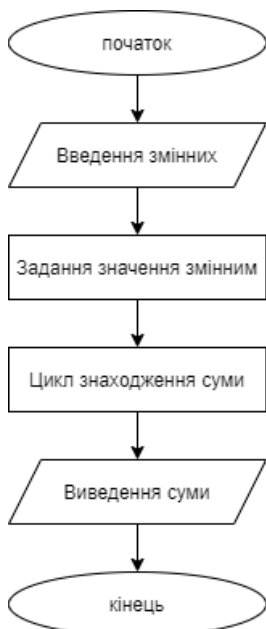 початок
Введення змінних
Задання значення змінним
Цикл знаходження суми
Виведення суми
кінець